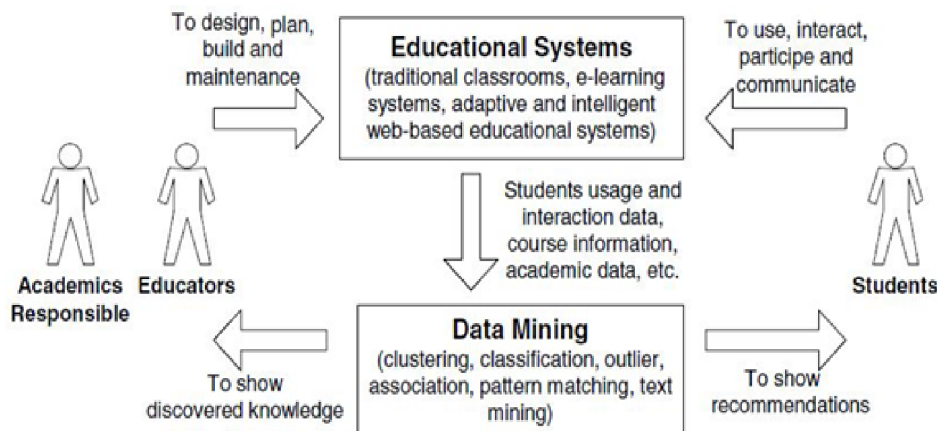 To design, plan,
build and
maintenance
Educational Systems
(traditional classrooms, e-learning
systems, adaptive and intelligent
web-based educational systems)
To use, interact,
participe and
communicate
Students usage and
interaction data,
course information,
academic data, etc.
Academics
Responsible
Educators
Students
Data Mining
(clustering, classification, outlier,
association, pattern matching, text
mining)
To show
discovered knowledge
To show
recommendations